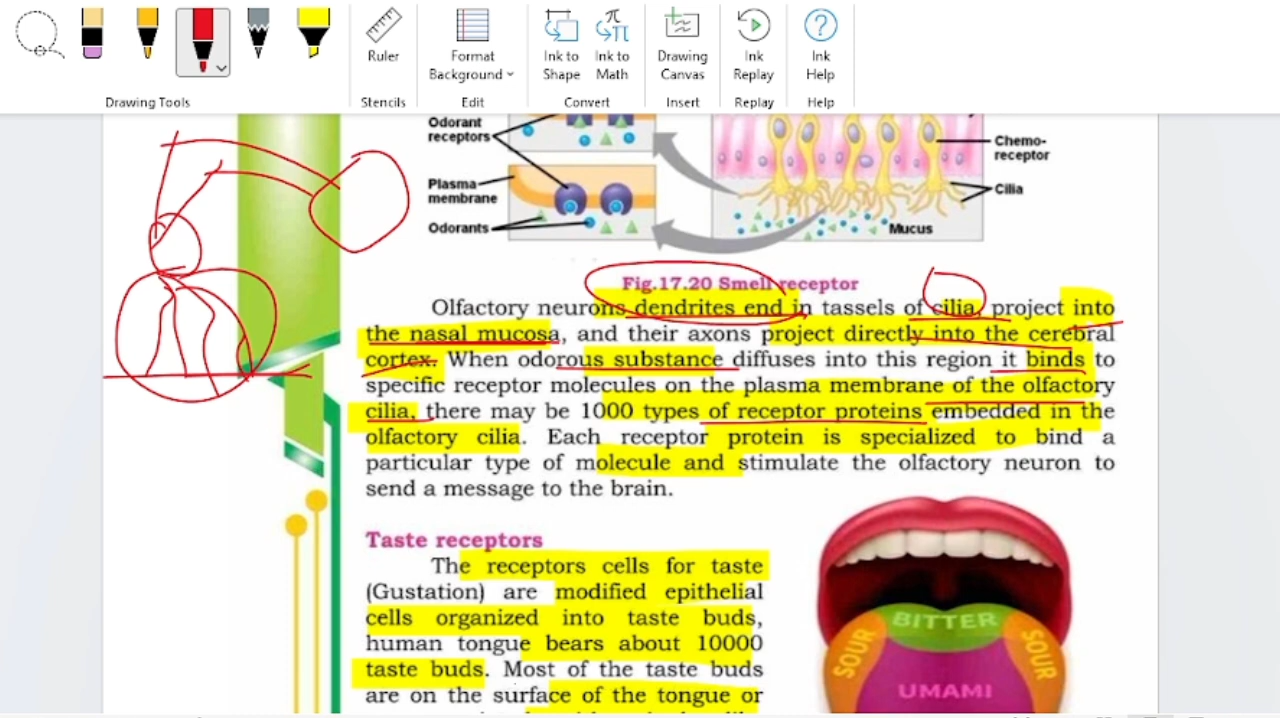 Ruler
Format
Background
Ink to
Shape
Ink to
Math
Drawing
Canvas
Ink
Replay
Ink
Help
Drawing Tools
Stencils
Edit
Convert
Insert
Replay
Help
Odorant
receptors
Plasma
membrane
Odorants
Chemo-
receptor
Cilia
Mucus
Fig.17.20 Smell receptor
Olfactory neurons dendrites end in tassels of cilia, project into
the nasal mucosa, and their axons project directly into the cerebral
cortex. When odorous substance diffuses into this region it binds to
specific receptor molecules on the plasma membrane of the olfactory
cilia, there may be 1000 types of receptor proteins embedded in the
olfactory cilia. Each receptor protein is specialized to bind a
particular type of molecule and stimulate the olfactory neuron to
send a message to the brain.
Taste receptors
The receptors cells for taste
(Gustation) are modified epithelial
cells organized into taste buds,
human tongue bears about 10000
taste buds. Most of the taste buds
are on the surface of the tongue or
BITTER
SOUR
SOUR
UMAMI